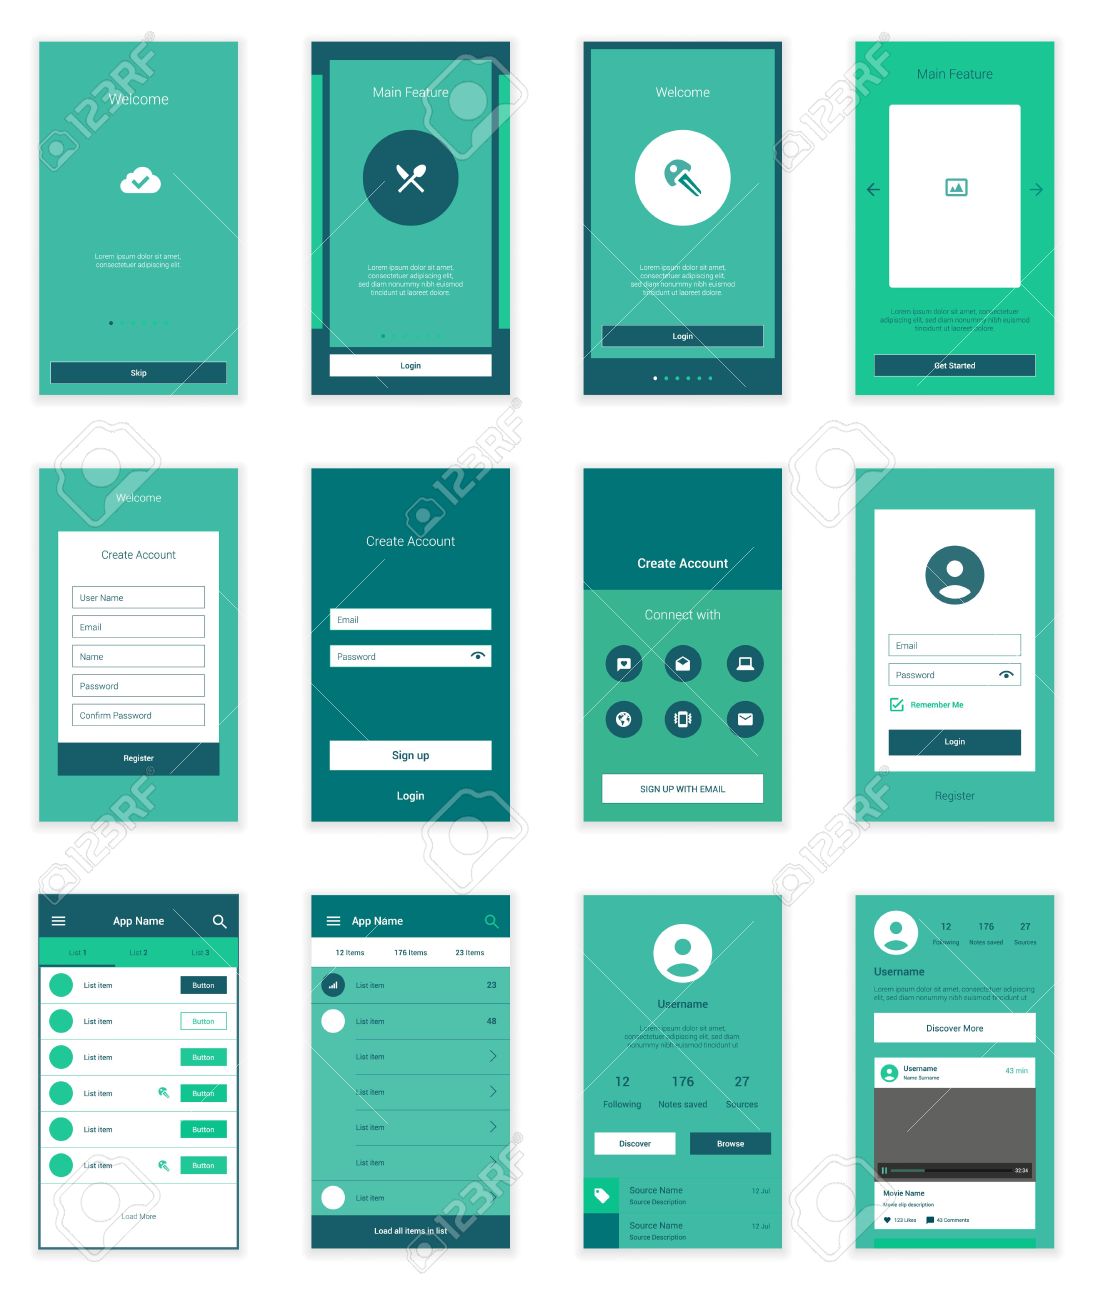 Welcome
Lorem ipsum dolor sit amet,
consectetuer adipiscing elit
Skip
Main Feature
Lorem ipsum dolor sit amet,
consectetuer adipiscing elit,
sed diam nonummy nibh euismod
tincidunt ut laoreet dolore.
Login
Welcome
Lorem ipsum dolor sit amet,
consectetuer adipiscing elit,
sed diam nonummy nibh euismod
tincidunt ut laoreet dolore.
Login
Main Feature
Lorem ipsum dolor sit amet, consectetuer
adipiscing elit, sed diam nonummy nibh
euismod tincidunt ut laoreet dolore.
Get Started
Welcome
Create Account
User Name
Email
Name
Password
Confirm Password
Register
Create Account
Email
Password
Sign up
Login
Create Account
Connect with
SIGN UP WITH EMAIL
Email
Password
Remember Me
Login
Register
App Name
List 1 List 2 List 3
List item Button
List item Button
List item Button
List item Button
List item Button
List item Button
Load More
App Name
12 Items 176 Items 23 Items
List item 23
List item 48
List item
List item
List item
List item
List item
Load all items in list
Username
Lorem ipsum dolor sit amet,
consectetuer adipiscing elit, sed diam
nonummy nibh euismod tincidunt ut
12 176 27
Following Notes saved Sources
Discover Browse
Source Name 12 Jul
Source Description
Source Name 12 Jul
Source Description
12 176 27
Following Notes saved Sources
Username
Lorem ipsum dolor sit amet, consectetuer adipiscing
elit, sed diam nonummy nibh euismod tincidunt ut
Discover More
Username 43 min
Name Surname
32:34
Movie Name
Movie clip description
123 Likes 43 Comments
123RF
123RF
123RF
123RF
123RF
123RF
123RF
123RF
123RF
123RF
123RF
123RF